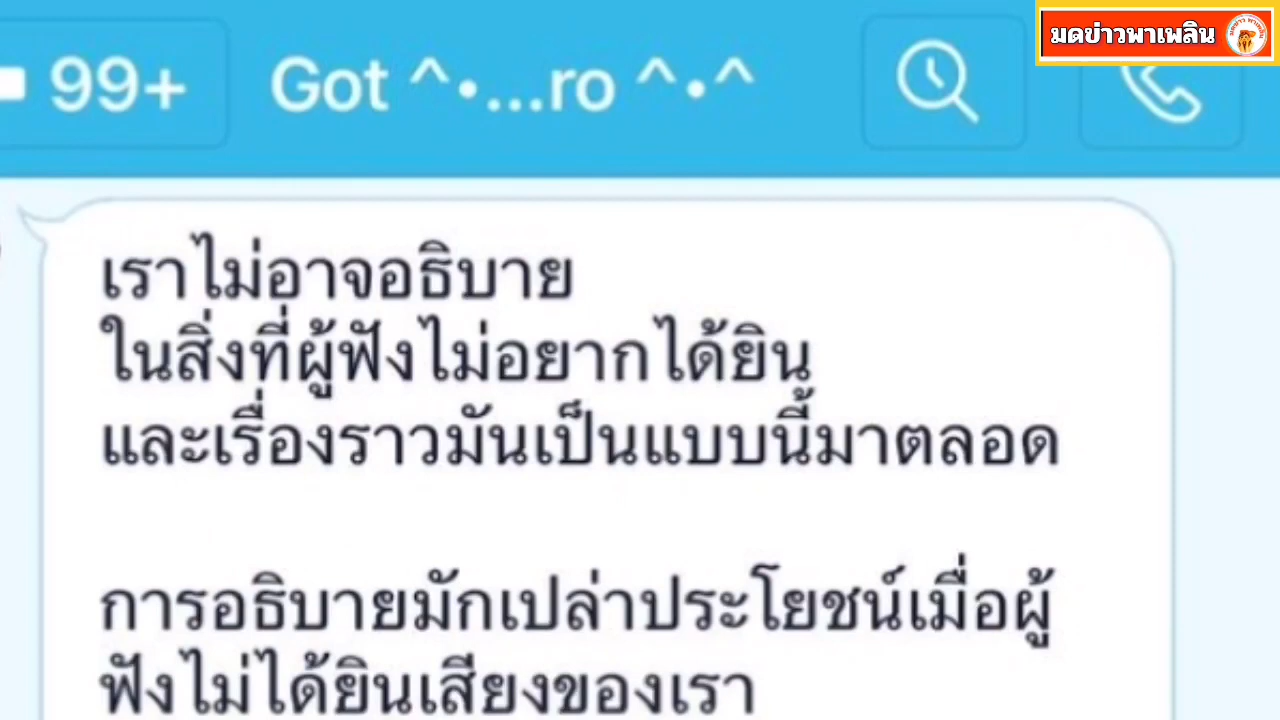 มดข่าวพาเพลิน
99+ Got ^•...ro ^•^
เราไม่อาจอธิบาย
ในสิ่งที่ผู้ฟังไม่อยากได้ยิน
และเรื่องราวมันเป็นแบบนี้มาตลอด
การอธิบายมักเปล่าประโยชน์เมื่อผู้
ฟังไม่ได้ยินเสียงของเรา